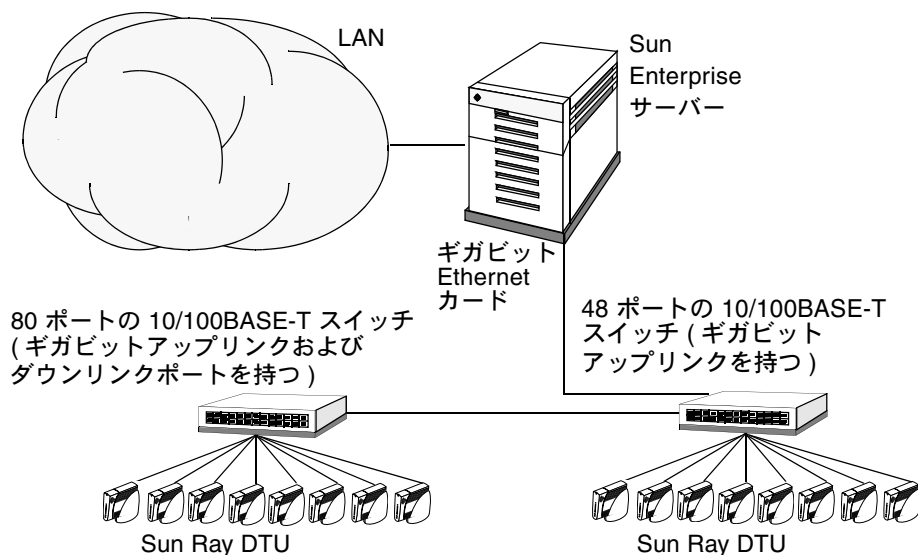 LAN
Sun
Enterprise
サーバー
ギガビット
Ethernet
カード
80 ポートの 10/100BASE-T スイッチ
( ギガビットアップリンクおよび
ダウンリンクポートを持つ )
48 ポートの 10/100BASE-T
スイッチ ( ギガビット
アップリンクを持つ )
Sun Ray DTU
Sun Ray DTU